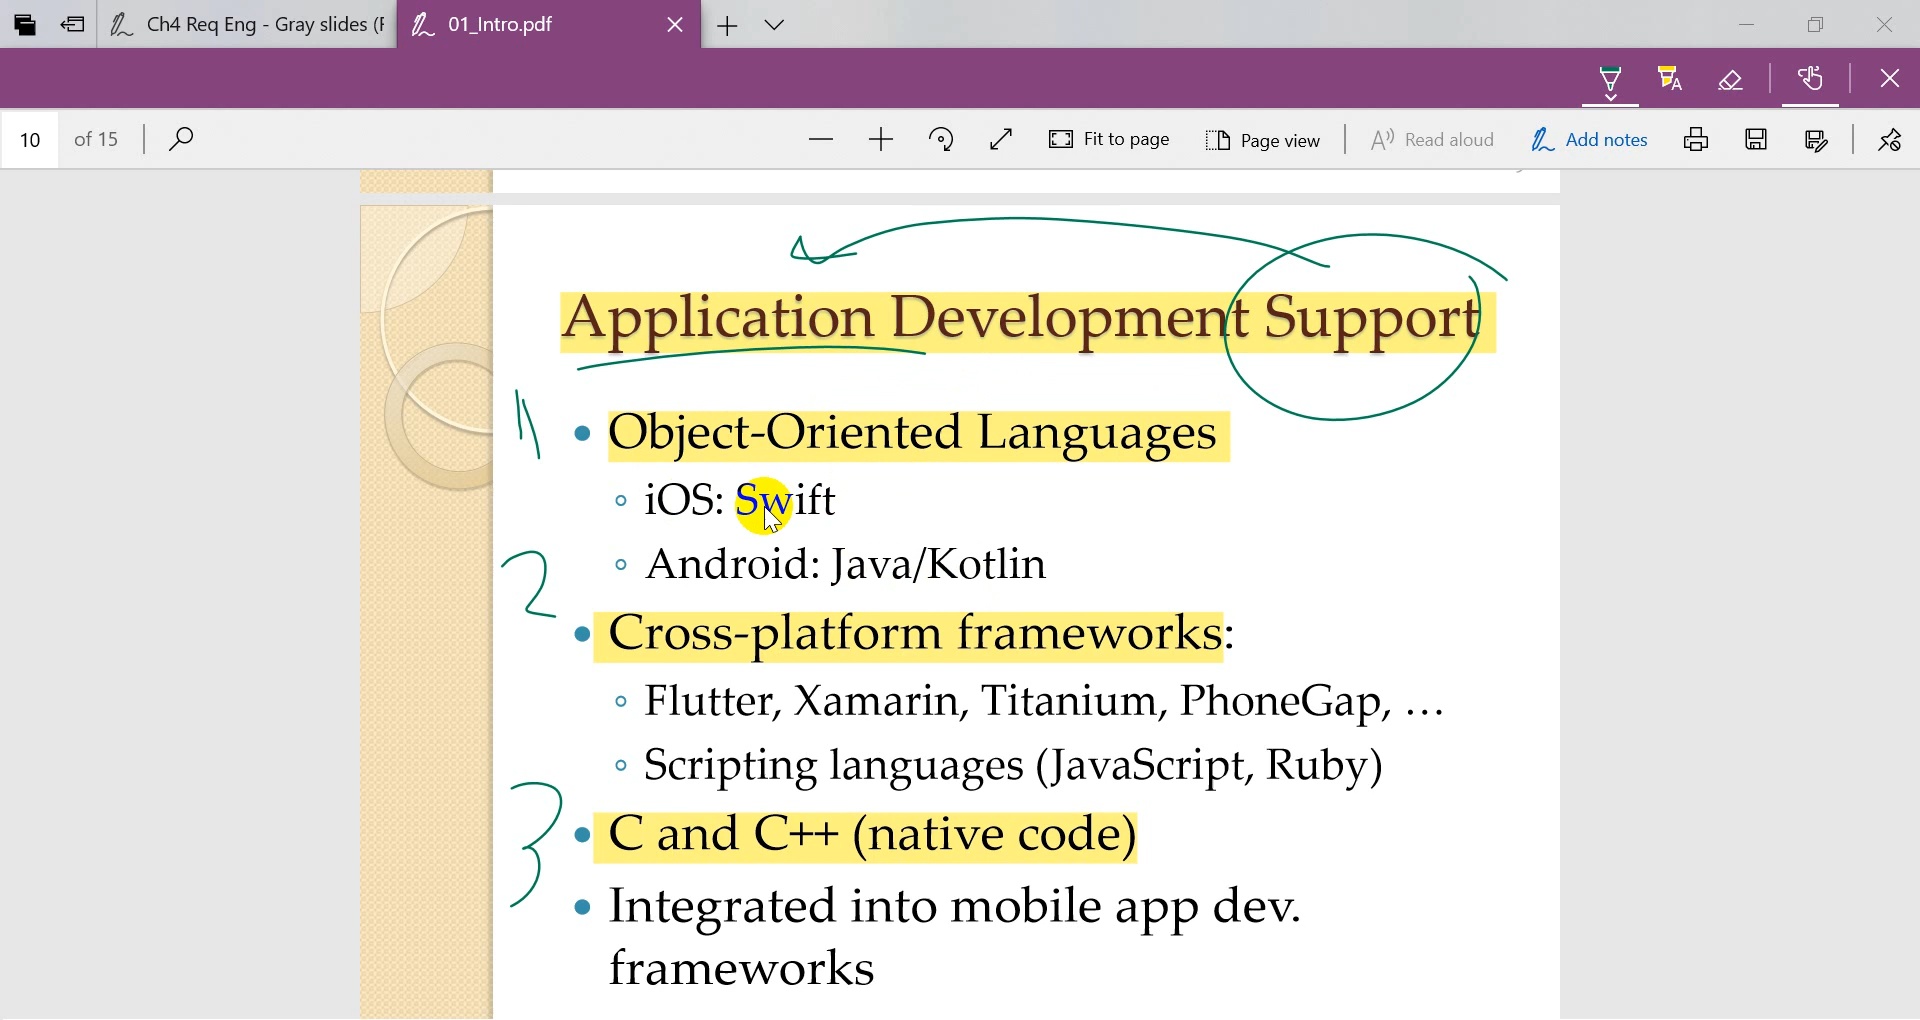 Ch4 Req Eng - Gray slides (F
01_Intro.pdf
10 of 15
Fit to page
Page view
Read aloud
Add notes
Application Development Support
1
Object-Oriented Languages
iOS: Swift
Android: Java/Kotlin
2
Cross-platform frameworks:
Flutter, Xamarin, Titanium, PhoneGap, …
Scripting languages (JavaScript, Ruby)
3
C and C++ (native code)
Integrated into mobile app dev.
frameworks